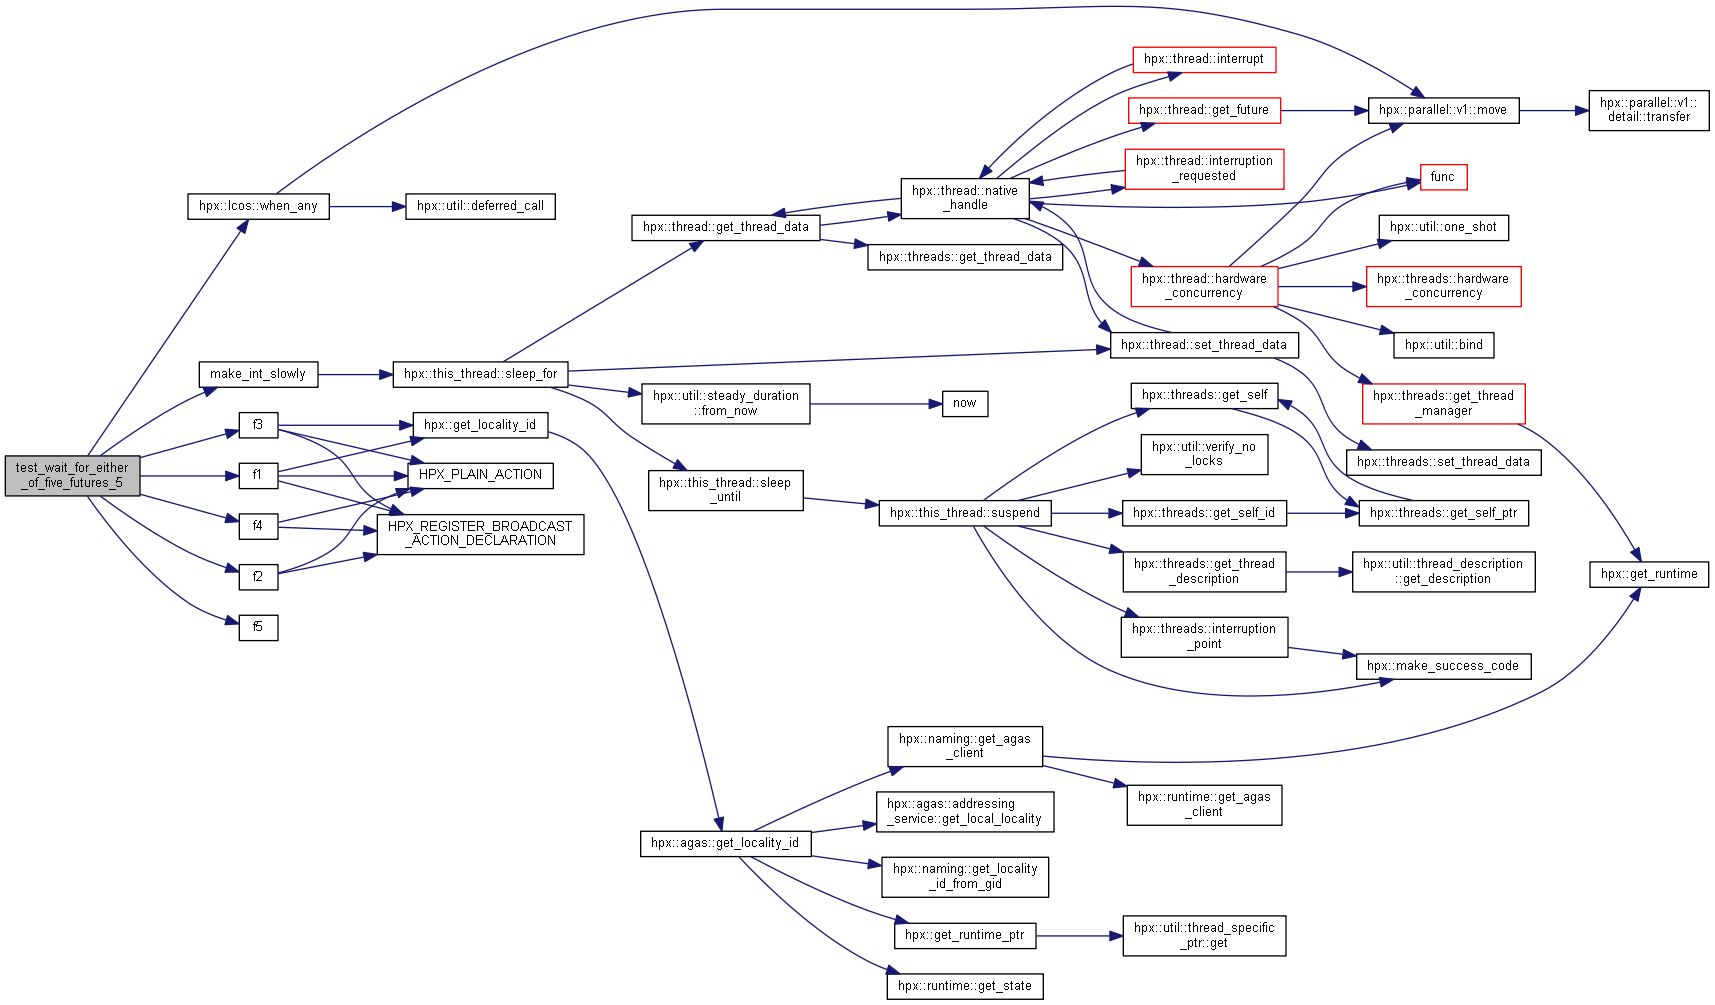 test_wait_for_either
_of_five_futures_5
hpx::lcos::when_any
hpx::util::deferred_call
make_int_slowly
f3
f1
f4
f2
f5
hpx::this_thread::sleep_for
hpx::get_locality_id
HPX_PLAIN_ACTION
HPX_REGISTER_BROADCAST
_ACTION_DECLARATION
hpx::thread::get_thread_data
hpx::util::steady_duration
::from_now
hpx::this_thread::sleep
_until
hpx::agas::get_locality_id
hpx::thread::native
_handle
hpx::threads::get_thread_data
now
hpx::this_thread::suspend
hpx::naming::get_agas
_client
hpx::agas::addressing
_service::get_local_locality
hpx::naming::get_locality
_id_from_gid
hpx::get_runtime_ptr
hpx::runtime::get_state
hpx::thread::interrupt
hpx::thread::get_future
hpx::thread::interruption
_requested
hpx::thread::hardware
_concurrency
hpx::thread::set_thread_data
hpx::threads::get_self
hpx::util::verify_no
_locks
hpx::threads::get_self_id
hpx::threads::get_thread
_description
hpx::threads::interruption
_point
hpx::runtime::get_agas
_client
hpx::util::thread_specific
_ptr::get
hpx::parallel::v1::move
func
hpx::util::one_shot
hpx::threads::hardware
_concurrency
hpx::util::bind
hpx::threads::get_thread
_manager
hpx::threads::set_thread_data
hpx::threads::get_self_ptr
hpx::util::thread_description
::get_description
hpx::make_success_code
hpx::parallel::v1::
detail::transfer
hpx::get_runtime